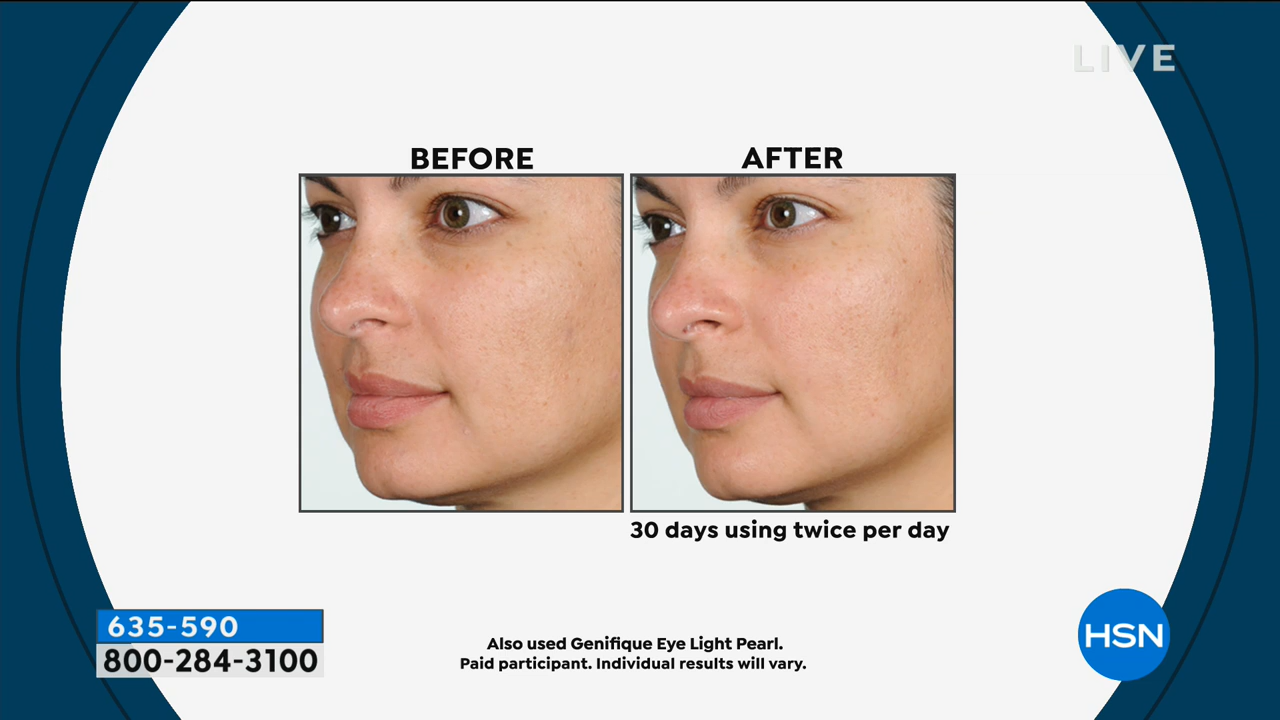 LIVE
BEFORE
AFTER
30 days using twice per day
635-590
800-284-3100
Also used Genifique Eye Light Pearl.
Paid participant. Individual results will vary.
HSN